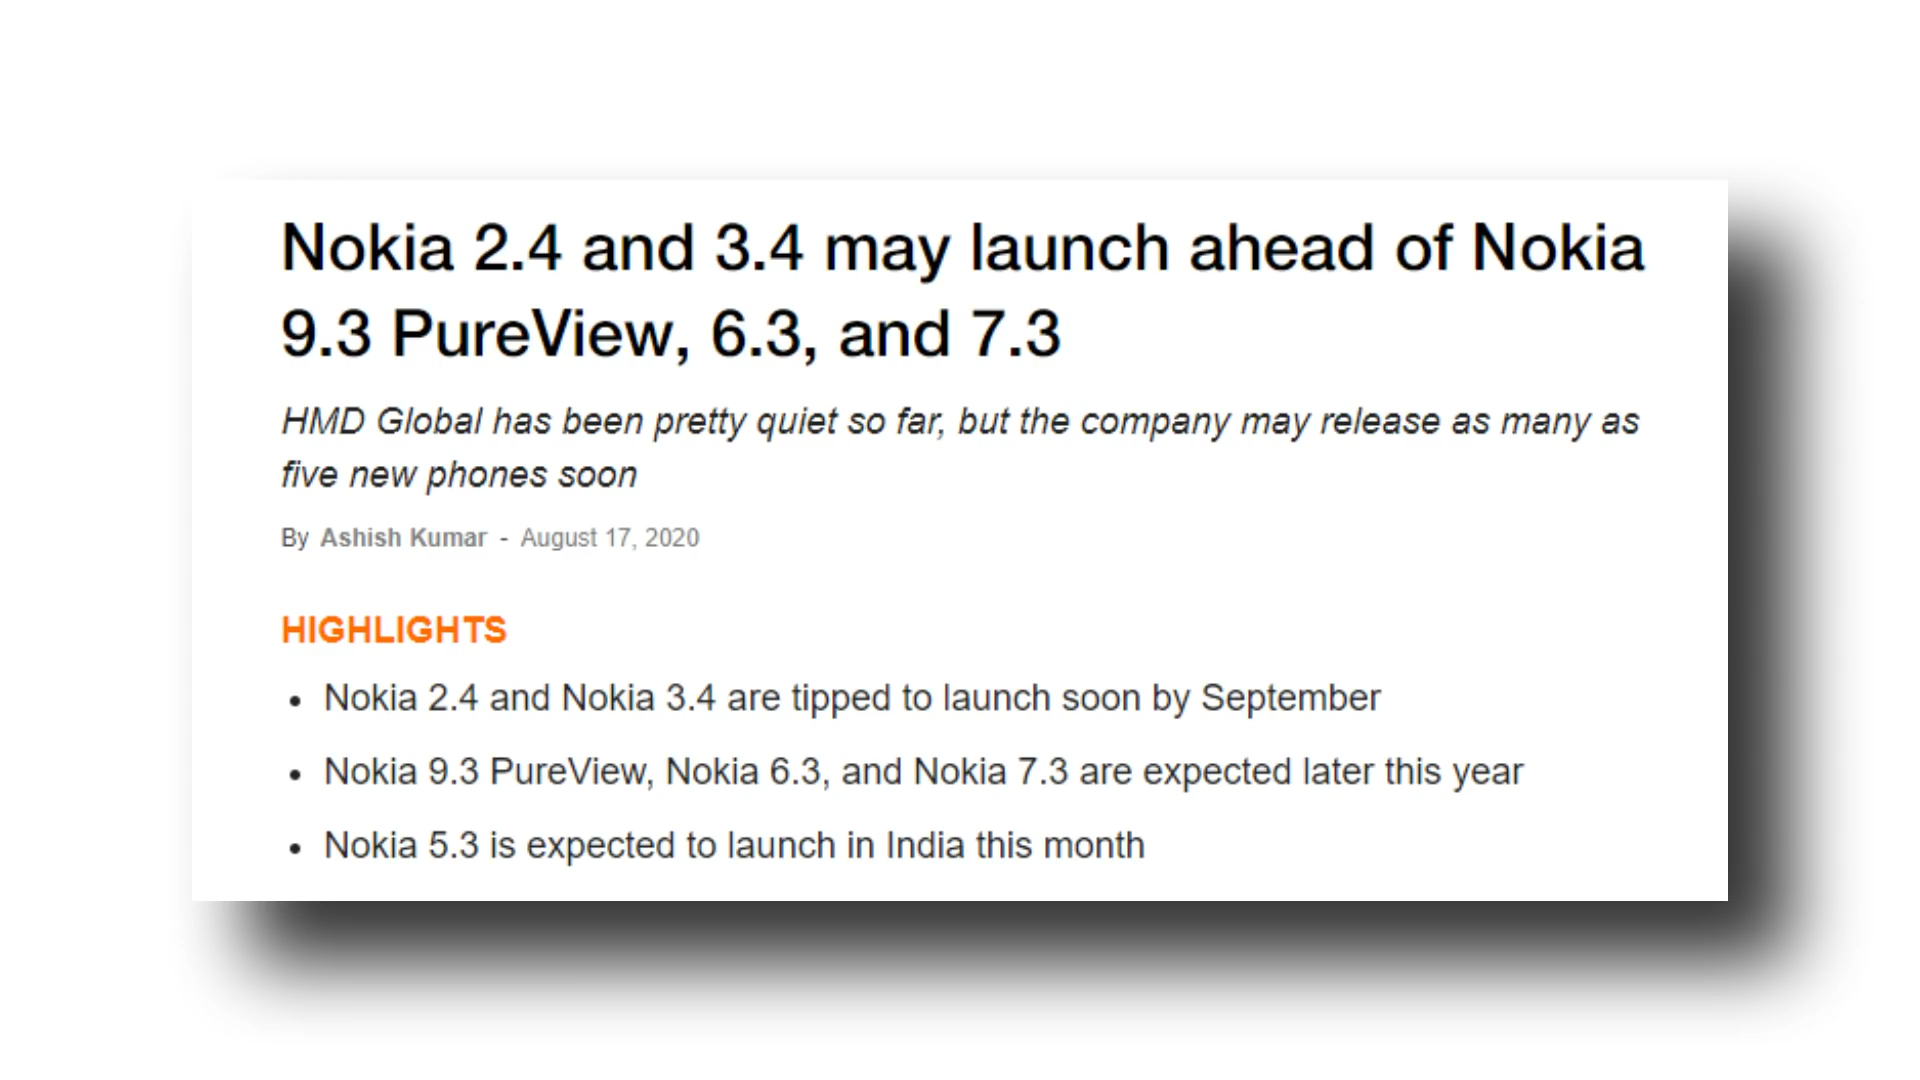 Nokia 2.4 and 3.4 may launch ahead of Nokia
9.3 PureView, 6.3, and 7.3
HMD Global has been pretty quiet so far, but the company may release as many as
five new phones soon
By Ashish Kumar - August 17, 2020
HIGHLIGHTS
• Nokia 2.4 and Nokia 3.4 are tipped to launch soon by September
• Nokia 9.3 PureView, Nokia 6.3, and Nokia 7.3 are expected later this year
• Nokia 5.3 is expected to launch in India this month